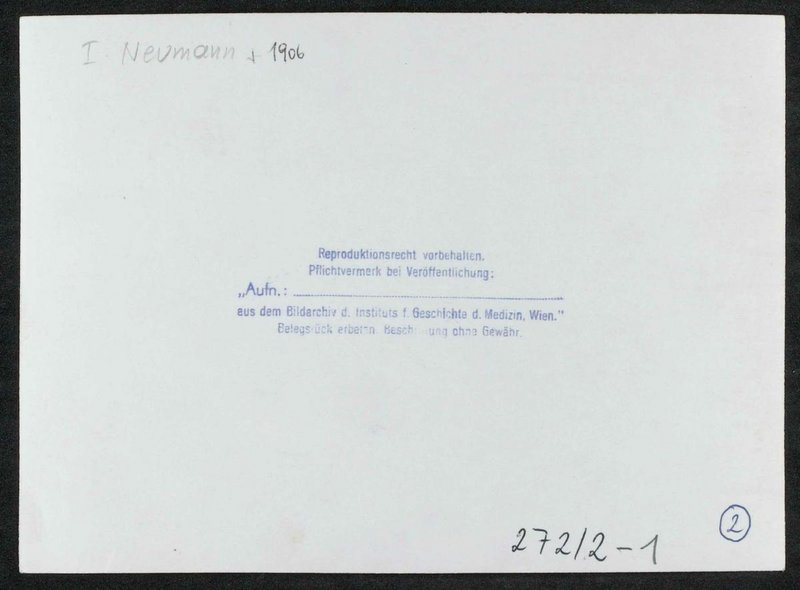 I. Neumann + 1906
Reproduktionsrecht vorbehalten.
Pflichtvermerk bei Veröffentlichung:
„Aufn.:
aus dem Bildarchiv d. Instituts f. Geschichte d. Medizin, Wien."
Belegstück erbeten. Beschriftung ohne Gewähr.
272/2-1
2